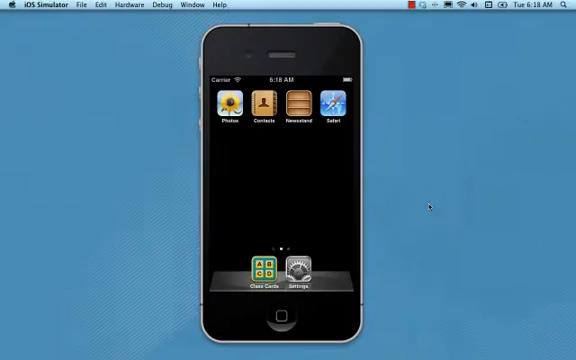 iOS Simulator File Edit Hardware Debug Window Help Tue 6:18 AM
Carrier 6:18 AM
Photos Contacts Newsstand Safari
A B
C D
Class Cards Settings